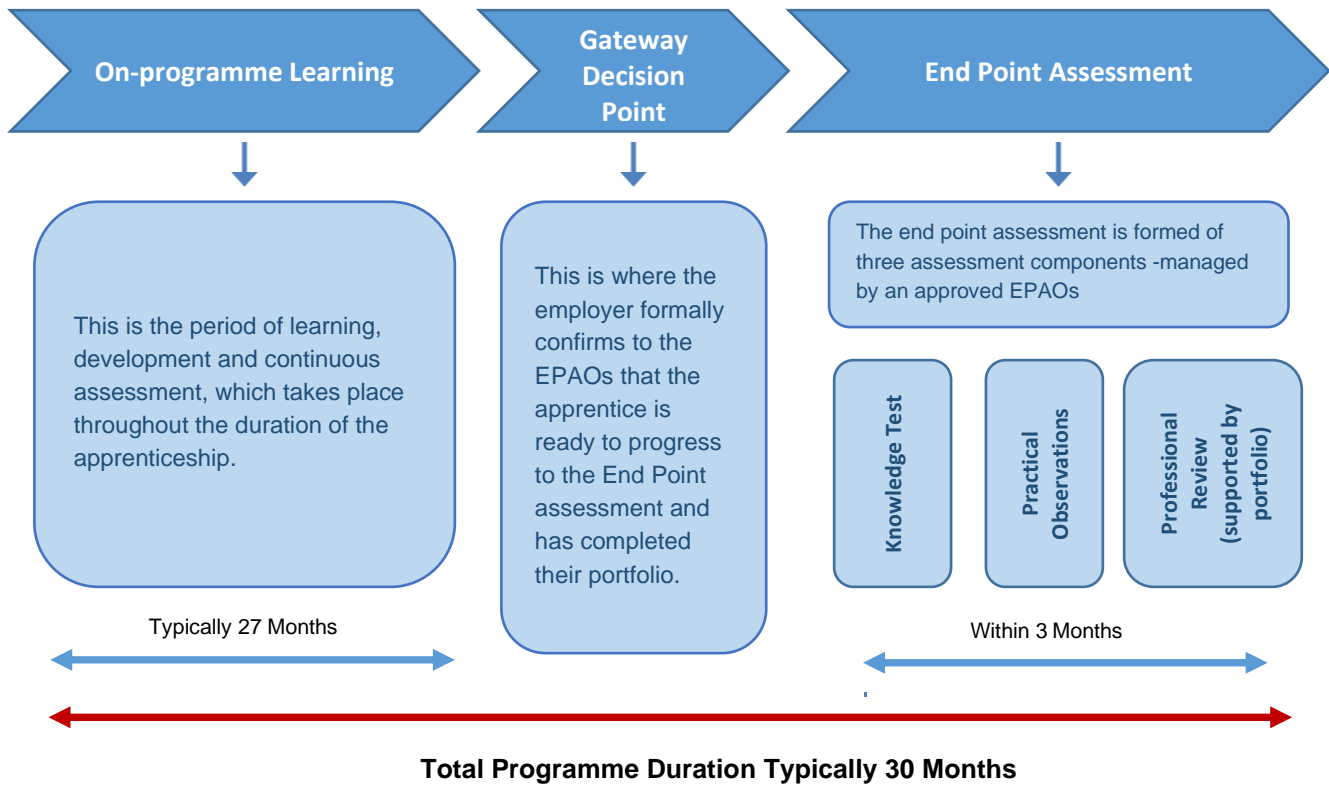 On-programme Learning
Gateway
Decision
Point
End Point Assessment
This is the period of learning,
development and continuous
assessment, which takes place
throughout the duration of the
apprenticeship.
This is where the
employer formally
confirms to the
EPAOs that the
apprentice is
ready to progress
to the End Point
assessment and
has completed
their portfolio.
The end point assessment is formed of
three assessment components -managed
by an approved EPAOs
Knowledge Test
Practical
Observations
Professional
Review
(supported by
portfolio)
Typically 27 Months
Within 3 Months
Total Programme Duration Typically 30 Months